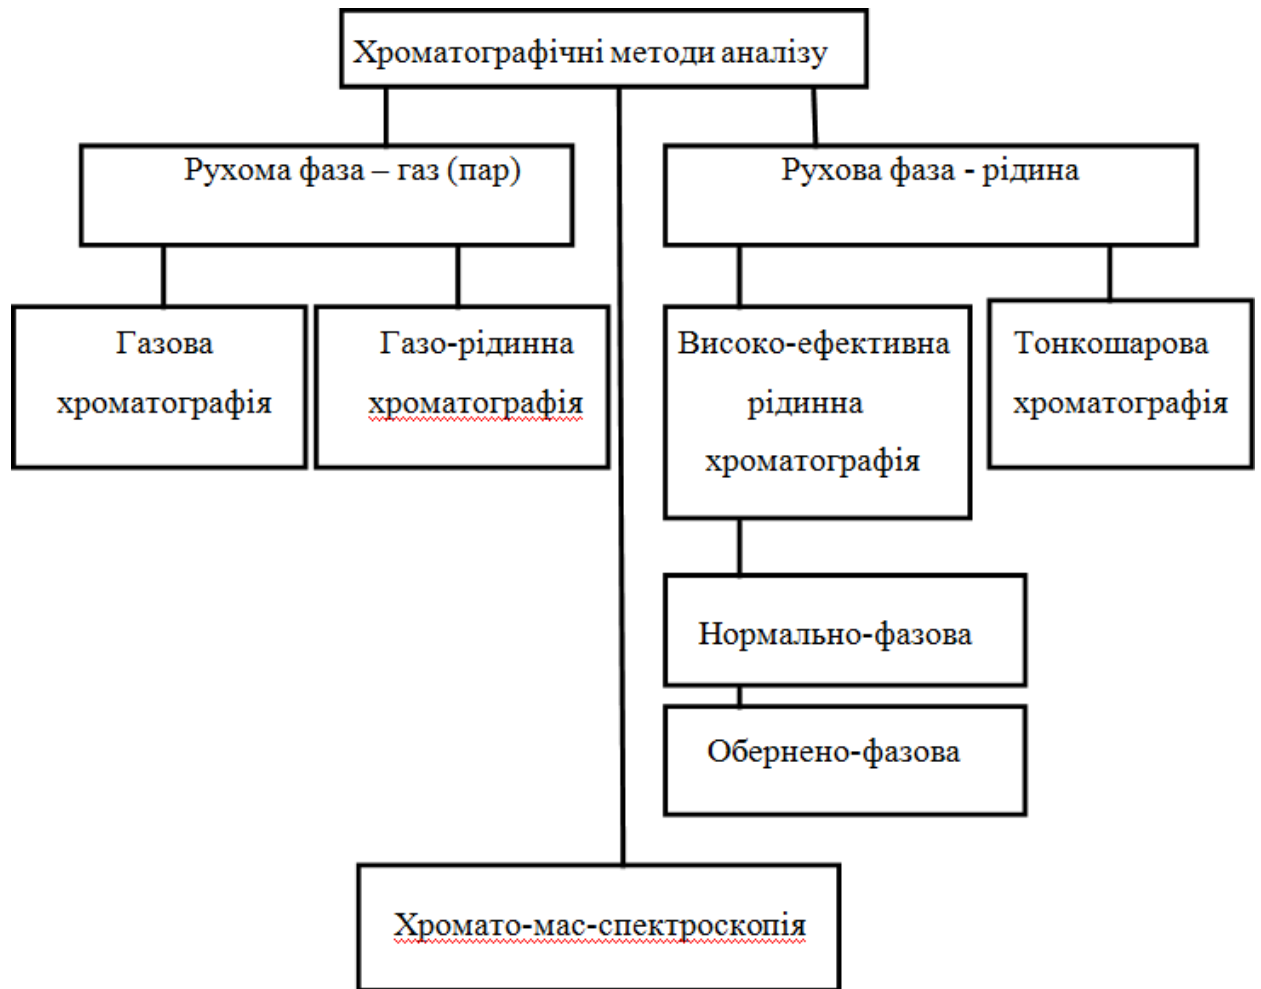 Хроматографічні методи аналізу
Рухома фаза – газ (пар)
Рухова фаза - рідина
Газова
хроматографія
Газо-рідинна
хроматографія
Високо-ефективна
рідинна
хроматографія
Тонкошарова
хроматографія
Нормально-фазова
Обернено-фазова
Хромато-мас-спектроскопія